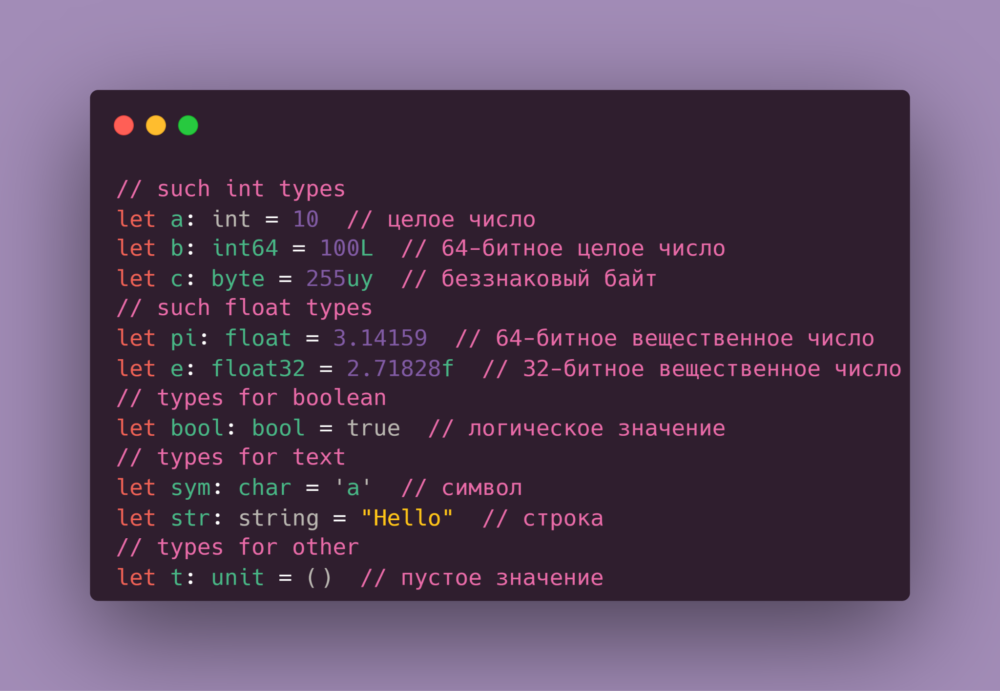 // such int types
let a: int = 10  // целое число
let b: int64 = 100L  // 64-битное целое число
let c: byte = 255uy  // беззнаковый байт
// such float types
let pi: float = 3.14159  // 64-битное вещественное число
let e: float32 = 2.71828f  // 32-битное вещественное число
// types for boolean
let bool: bool = true  // логическое значение
// types for text
let sym: char = 'a'  // символ
let str: string = "Hello"  // строка
// types for other
let t: unit = ()  // пустое значение